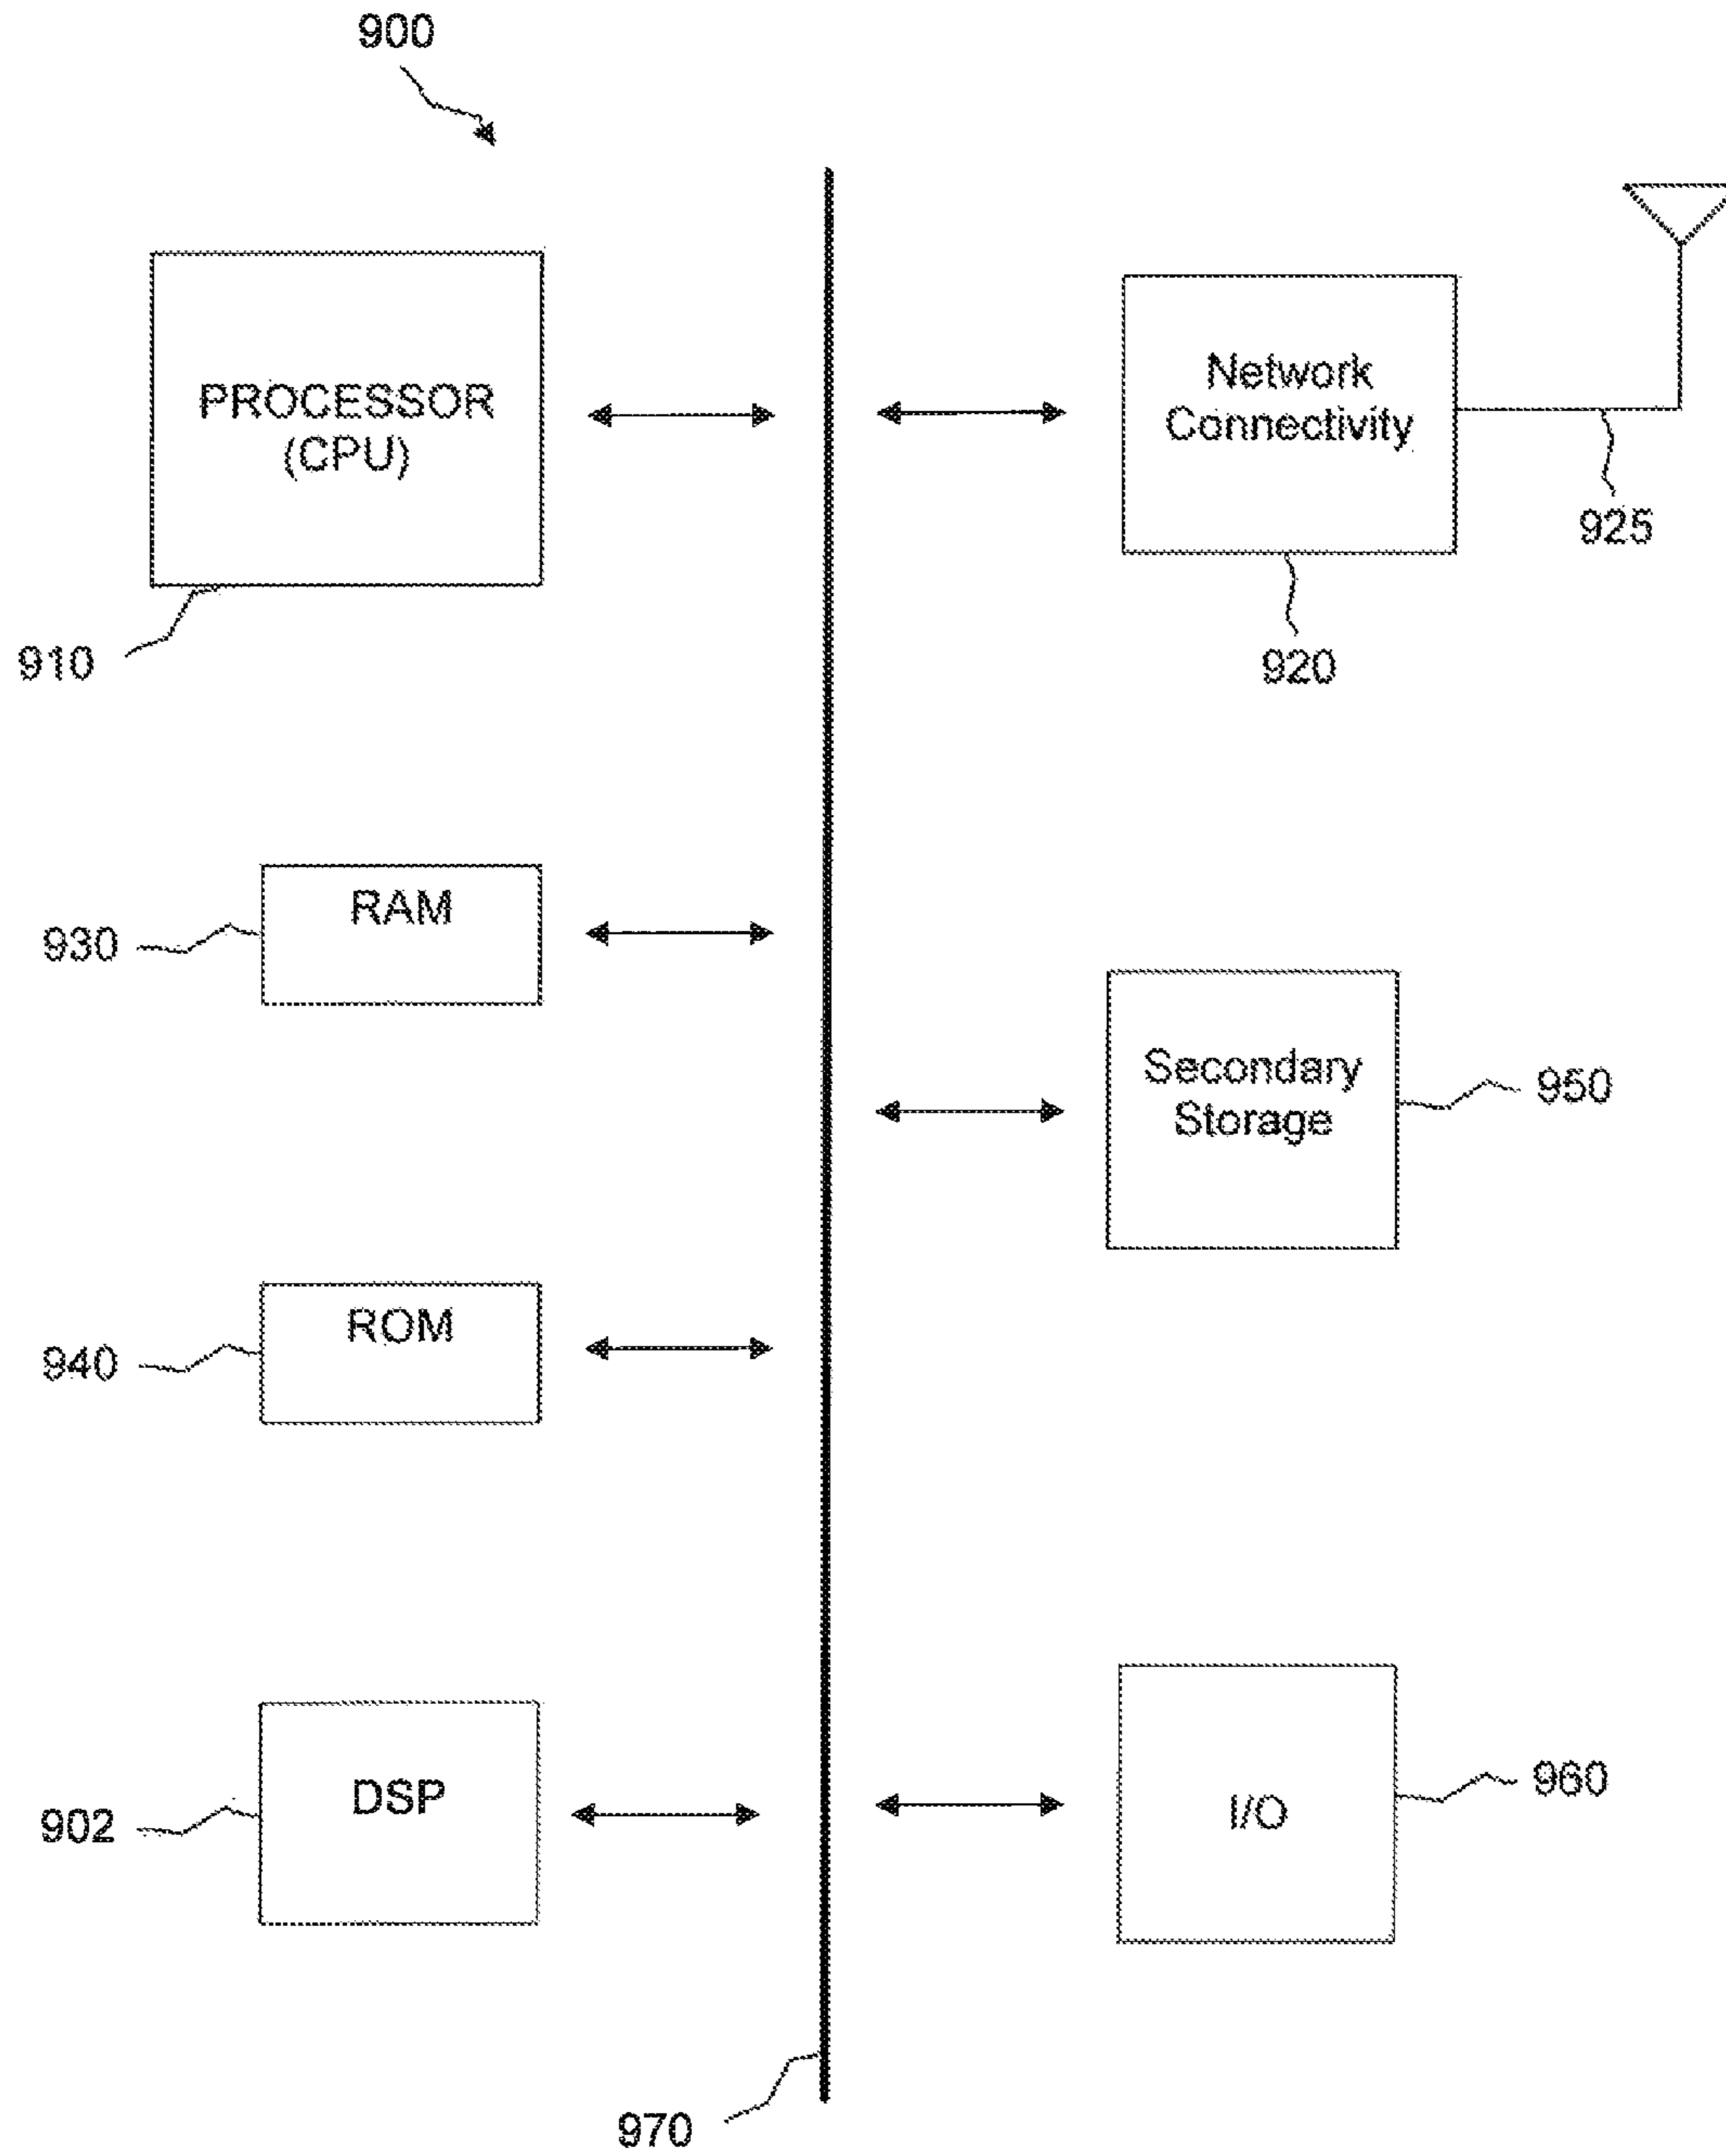 900
PROCESSOR
(CPU)
910
Network
Connectivity
925
920
RAM
930
Secondary
Storage
950
ROM
940
DSP
902
I/O
960
970